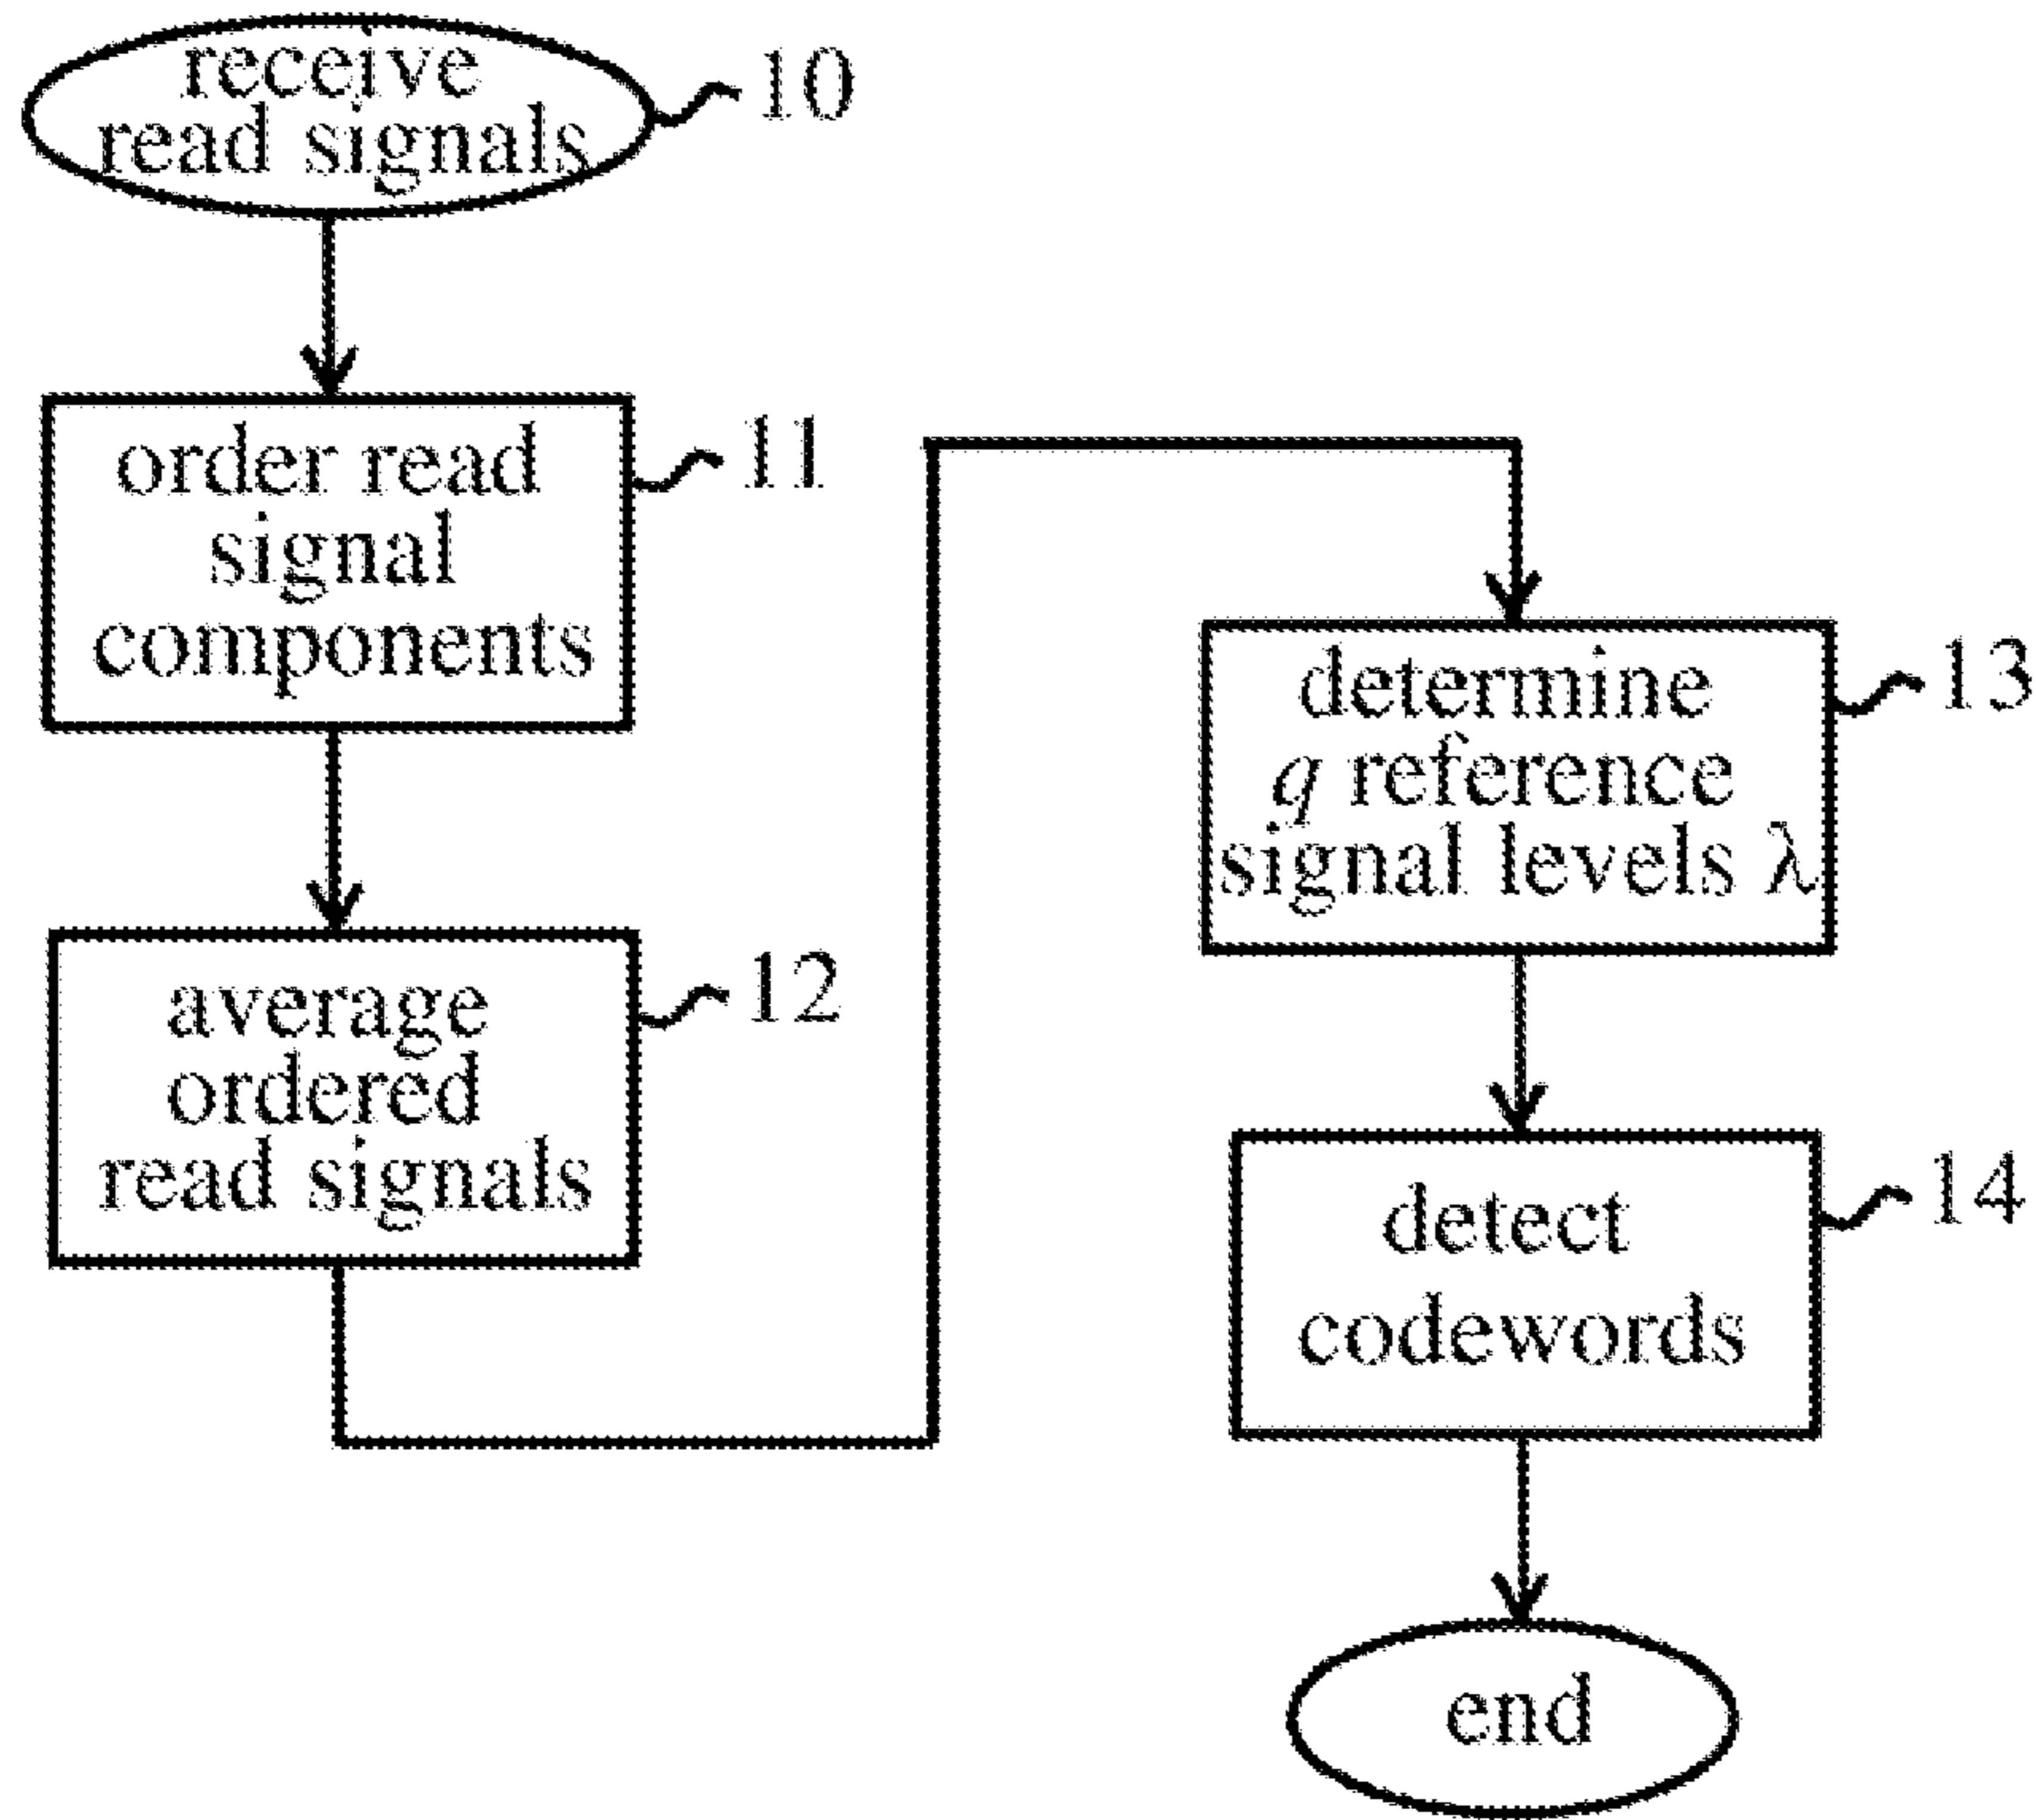 receive
read signals
10
order read
signal
components
11
average
ordered
read signals
12
determine
q reference
signal levels λ
13
detect
codewords
14
end